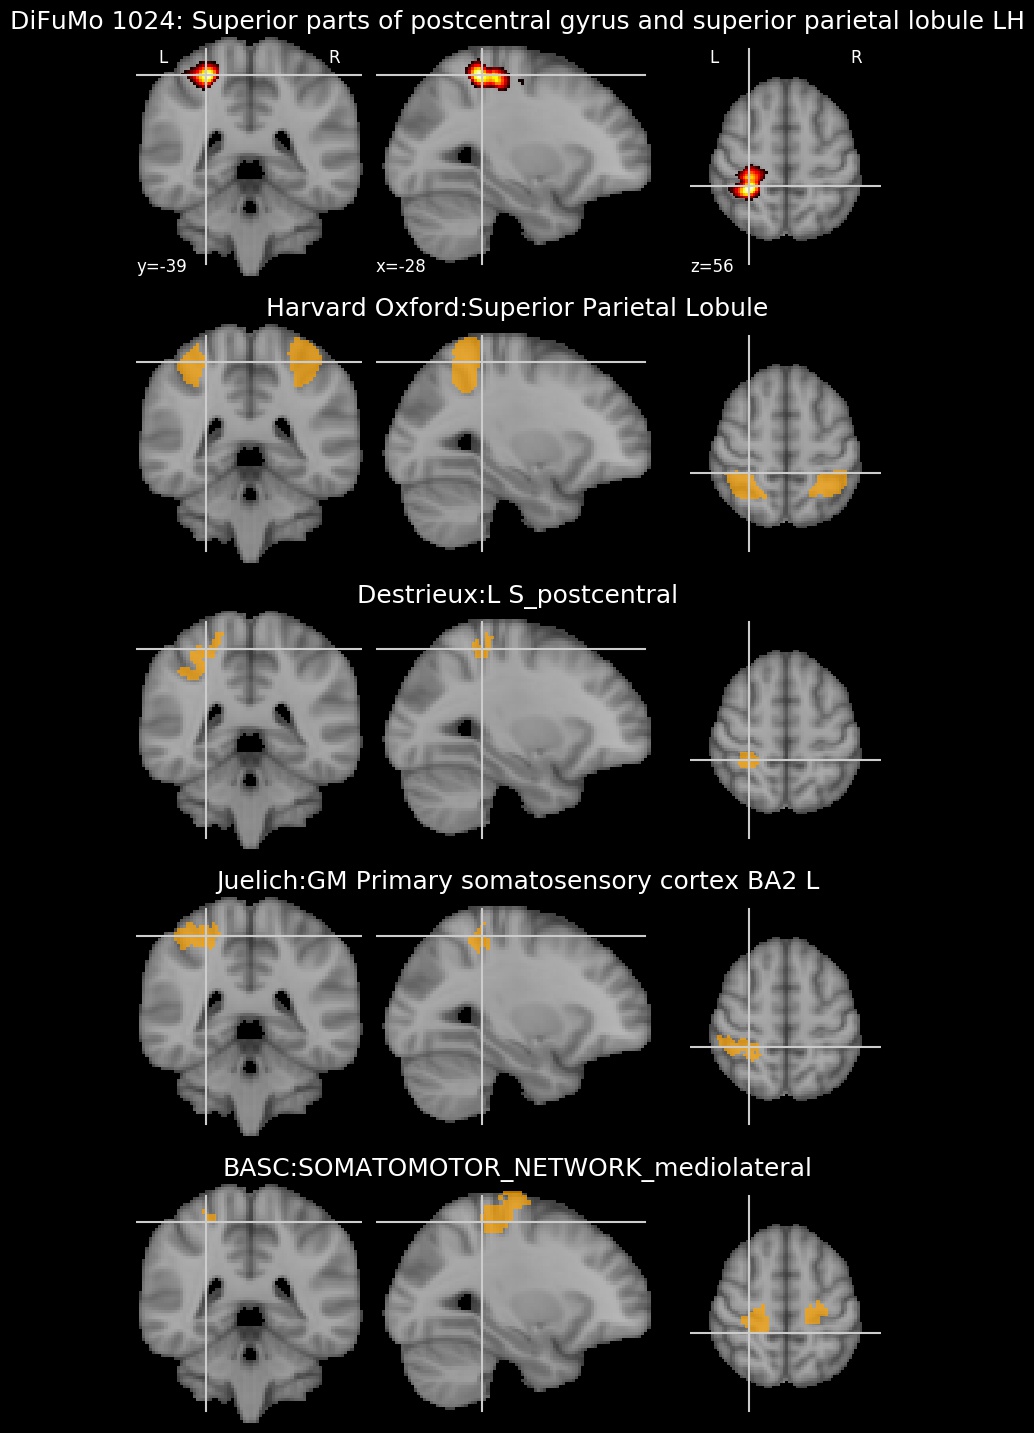 DiFuMo 1024: Superior parts of postcentral gyrus and superior parietal lobule LH
L R L R
y=-39 x=-28 z=56
Harvard Oxford:Superior Parietal Lobule
Destrieux:L S_postcentral
Juelich:GM Primary somatosensory cortex BA2 L
BASC:SOMATOMOTOR_NETWORK_mediolateral